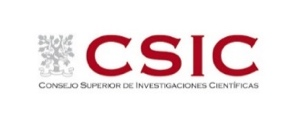 CSIC
CONSEJO SUPERIOR DE INVESTIGACIONES CIENTÍFICAS